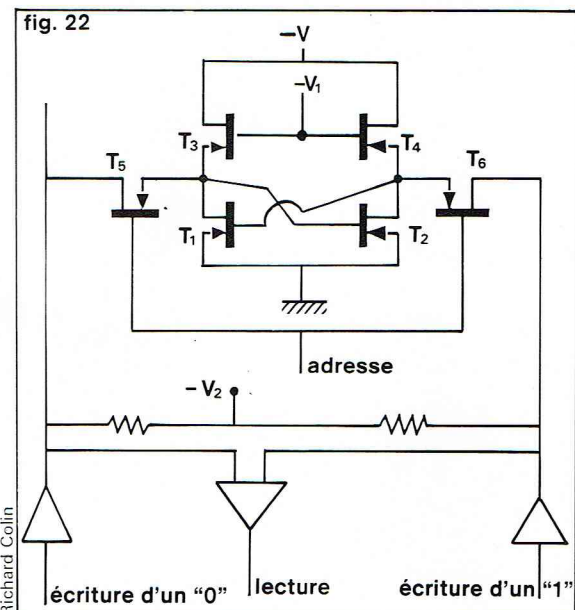 fig. 22
–V
–V₁
T₃
T₄
T₅
T₆
T₁
T₂
adresse
–V₂
Richard Colin
écriture d'un "0"
lecture
écriture d'un "1"